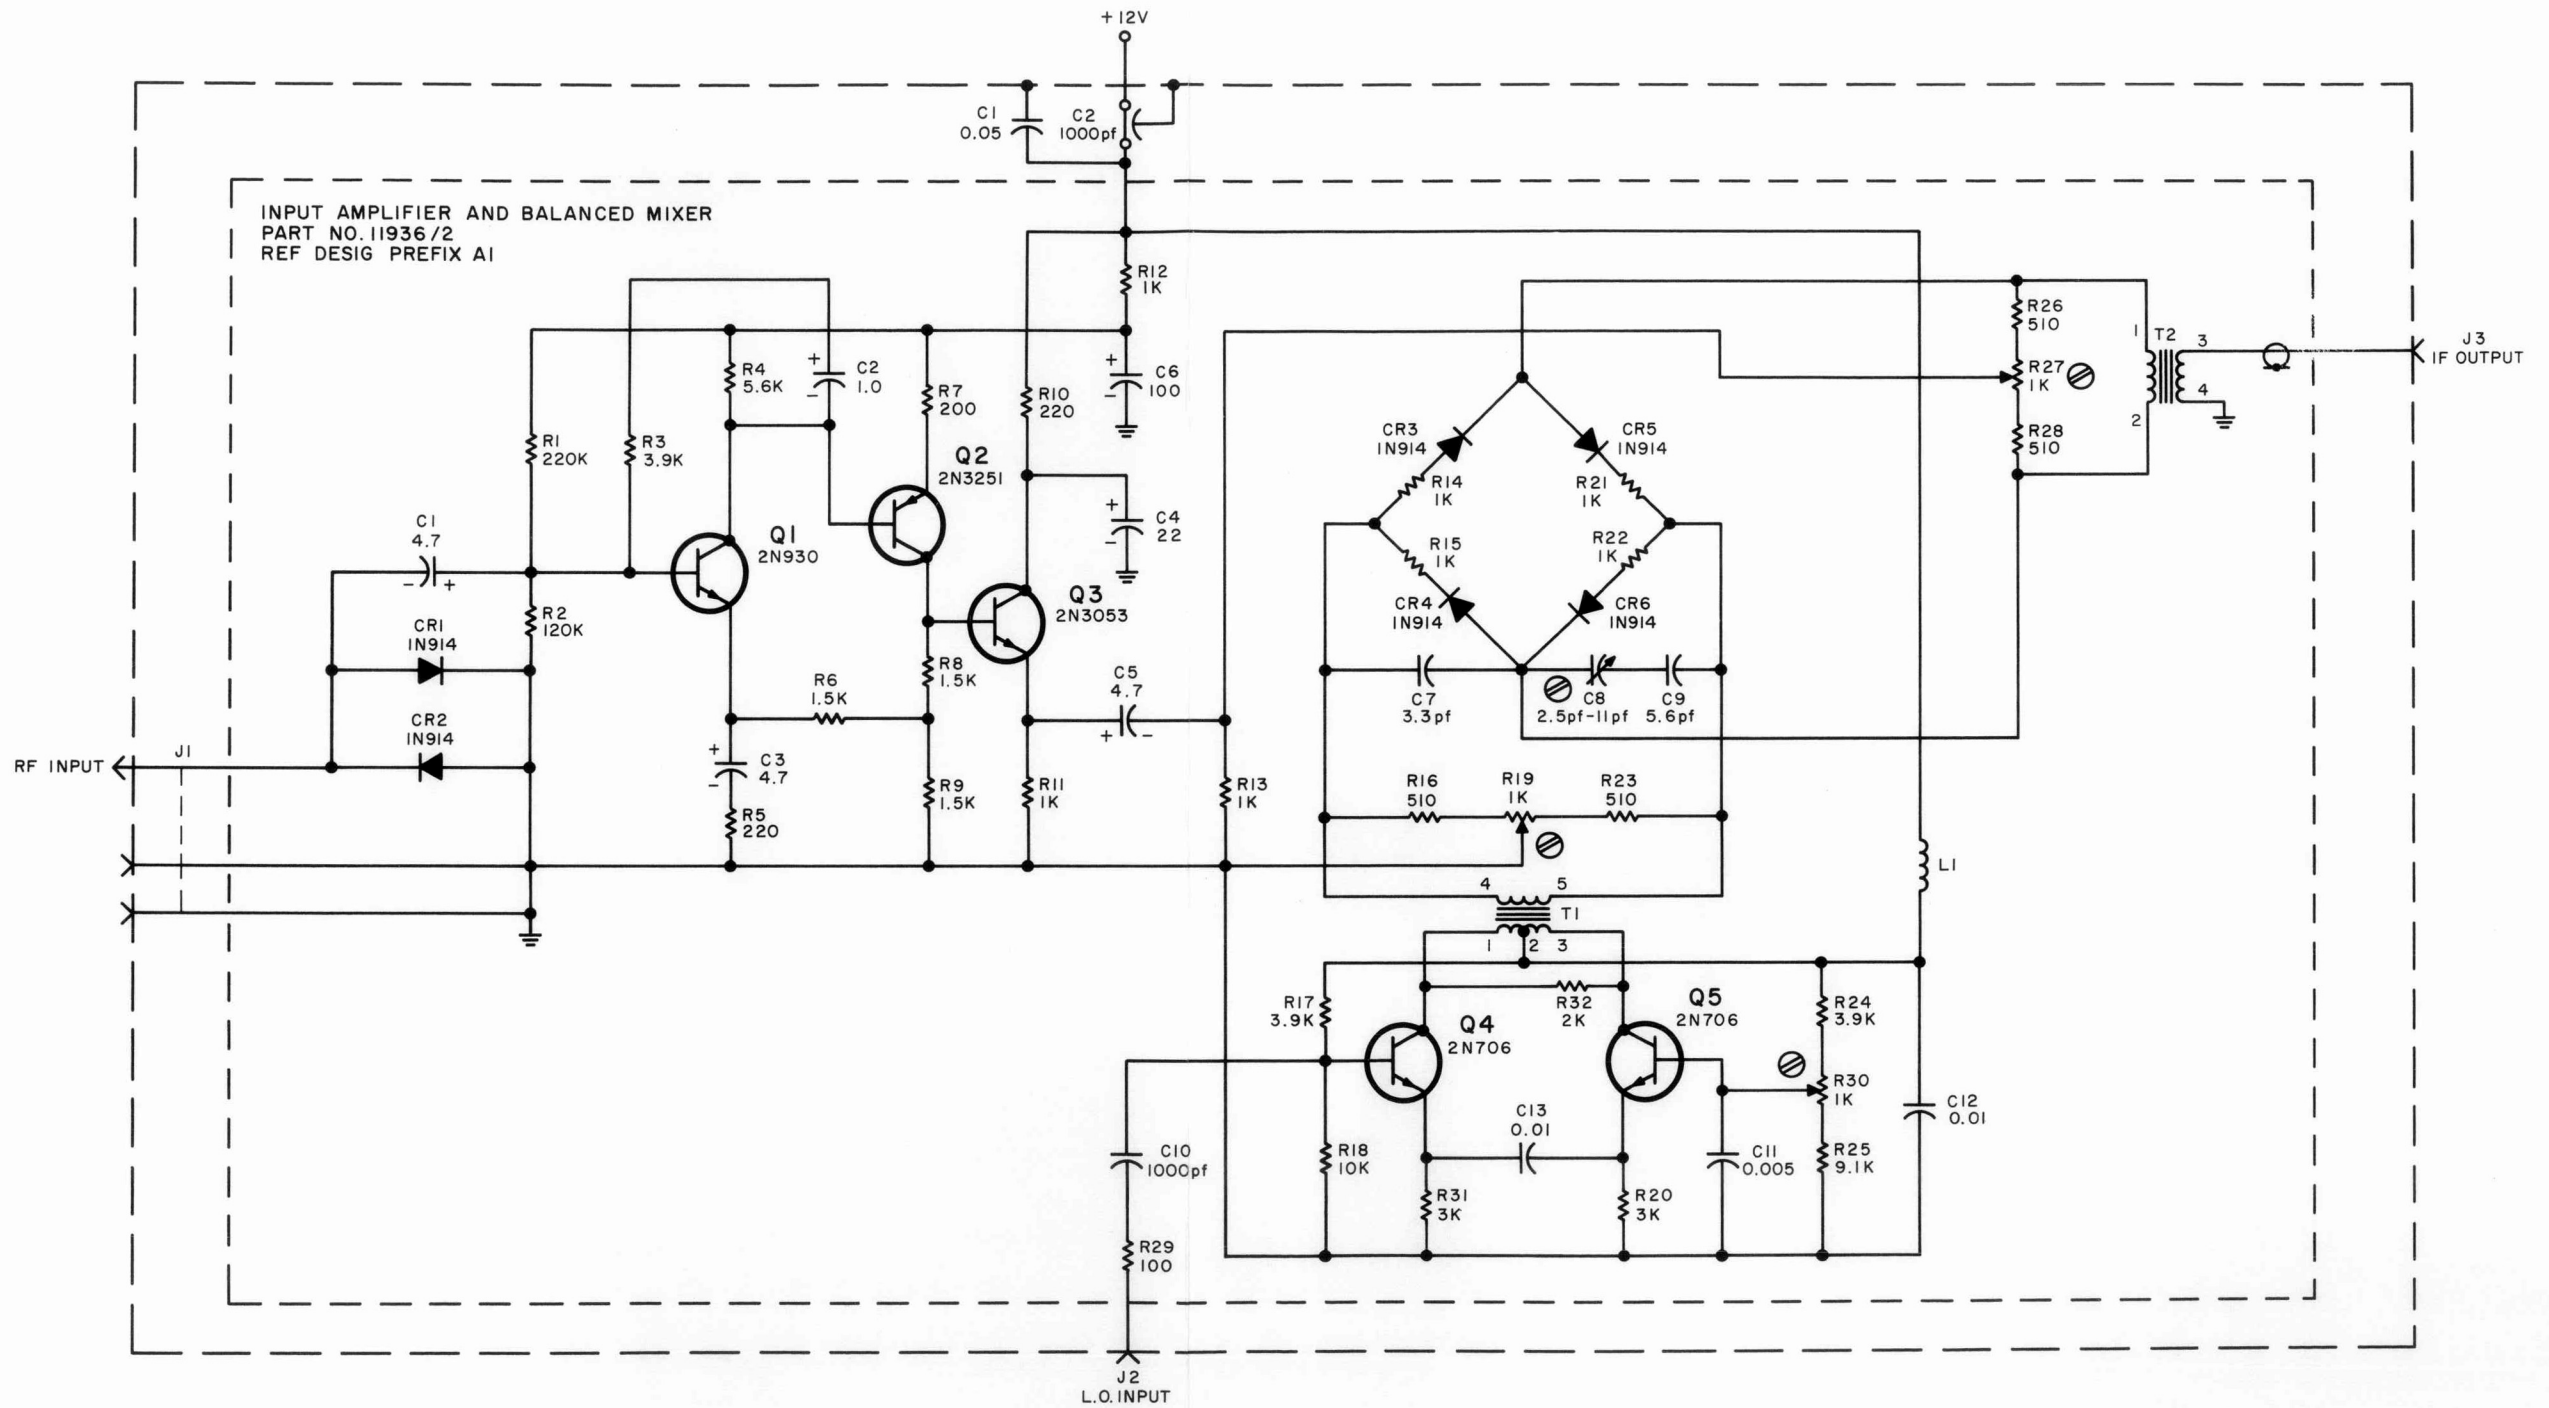 +12V
C1
0.05
C2
1000pf
INPUT AMPLIFIER AND BALANCED MIXER
PART NO. 11936/2
REF DESIG PREFIX A1
R12
1K
R4
5.6K
+
C2
1.0
-
R7
200
R10
220
+
C6
100
-
R1
220K
R3
3.9K
Q2
2N3251
+
C4
22
-
C1
4.7
- +
Q1
2N930
Q3
2N3053
R2
120K
CR1
1N914
CR2
1N914
R6
1.5K
R8
1.5K
C5
4.7
+ -
RF INPUT
J1
+
C3
4.7
-
R9
1.5K
R11
1K
R13
1K
R5
220
CR3
1N914
CR5
1N914
R14
1K
R21
1K
R15
1K
R22
1K
CR4
1N914
CR6
1N914
C7
3.3pf
C8
2.5pf-11pf
C9
5.6pf
R16
510
R19
1K
R23
510
R26
510
R27
1K
R28
510
1
T2
3
2
4
J3
IF OUTPUT
L1
4
5
T1
1
2
3
R17
3.9K
R32
2K
Q4
2N706
Q5
2N706
R24
3.9K
R30
1K
C13
0.01
C12
0.01
C10
1000pf
R18
10K
C11
0.005
R25
9.1K
R31
3K
R20
3K
R29
100
J2
L.O. INPUT